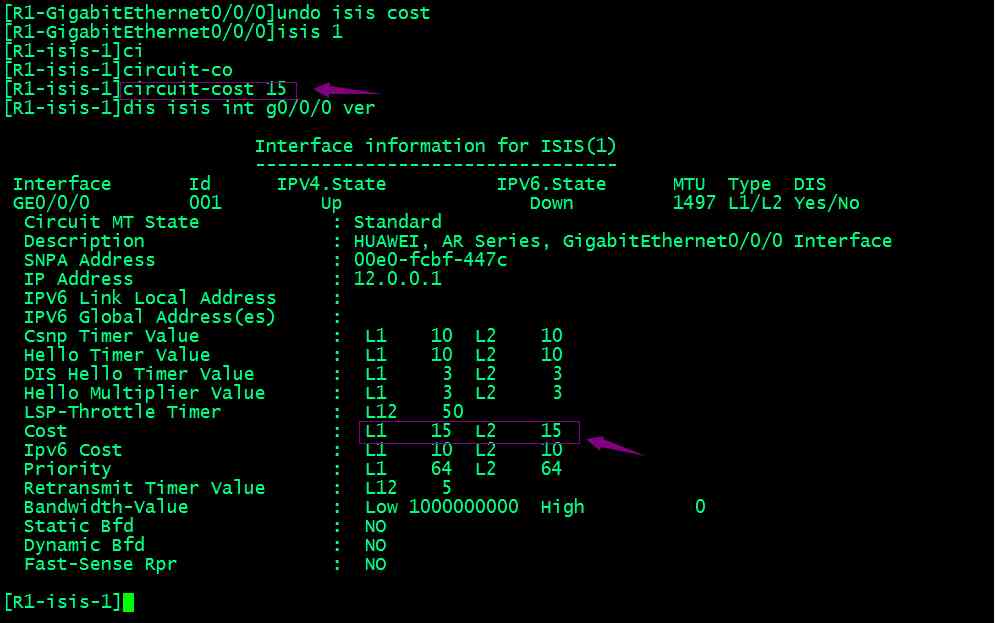 [R1-GigabitEthernet0/0/0]undo isis cost
[R1-GigabitEthernet0/0/0]isis 1
[R1-isis-1]ci
[R1-isis-1]circuit-co
[R1-isis-1]circuit-cost 15
[R1-isis-1]dis isis int g0/0/0 ver
Interface information for ISIS(1)
---------------------------------
Interface Id IPV4.State IPV6.State MTU Type DIS
GE0/0/0 001 Up Down 1497 L1/L2 Yes/No
Circuit MT State : Standard
Description : HUAWEI, AR Series, GigabitEthernet0/0/0 Interface
SNPA Address : 00e0-fcbf-447c
IP Address : 12.0.0.1
IPV6 Link Local Address :
IPV6 Global Address(es) :
Csnp Timer Value : L1 10 L2 10
Hello Timer Value : L1 10 L2 10
DIS Hello Timer Value : L1 3 L2 3
Hello Multiplier Value : L1 3 L2 3
LSP-Throttle Timer : L12 50
Cost : L1 15 L2 15
Ipv6 Cost : L1 10 L2 10
Priority : L1 64 L2 64
Retransmit Timer Value : L12 5
Bandwidth-Value : Low 1000000000 High 0
Static Bfd : NO
Dynamic Bfd : NO
Fast-Sense Rpr : NO
[R1-isis-1]